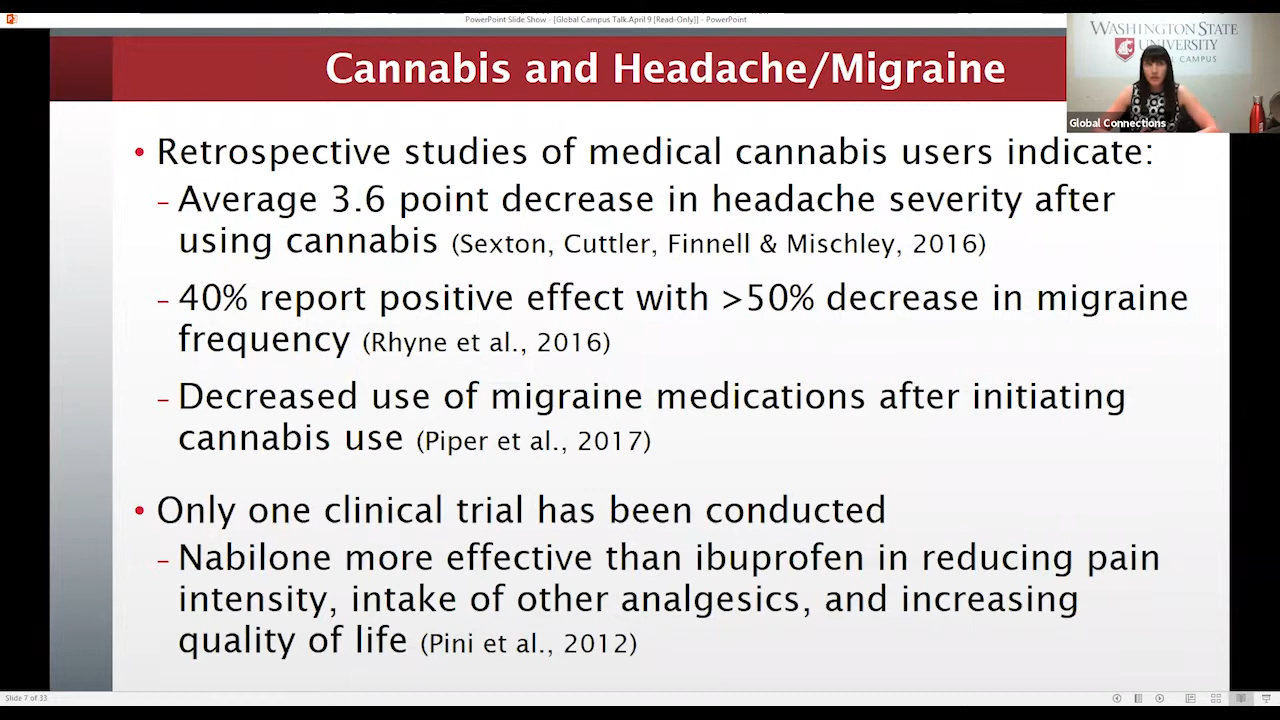 PowerPoint Slide Show - [Global Campus Talk.April 9 [Read-Only]] - PowerPoint
Cannabis and Headache/Migraine
WASHINGTON STATE
UNIVERSITY
CAMPUS
Global Connections
• Retrospective studies of medical cannabis users indicate:
– Average 3.6 point decrease in headache severity after
using cannabis (Sexton, Cuttler, Finnell & Mischley, 2016)
– 40% report positive effect with >50% decrease in migraine
frequency (Rhyne et al., 2016)
– Decreased use of migraine medications after initiating
cannabis use (Piper et al., 2017)
• Only one clinical trial has been conducted
– Nabilone more effective than ibuprofen in reducing pain
intensity, intake of other analgesics, and increasing
quality of life (Pini et al., 2012)
Slide 7 of 33